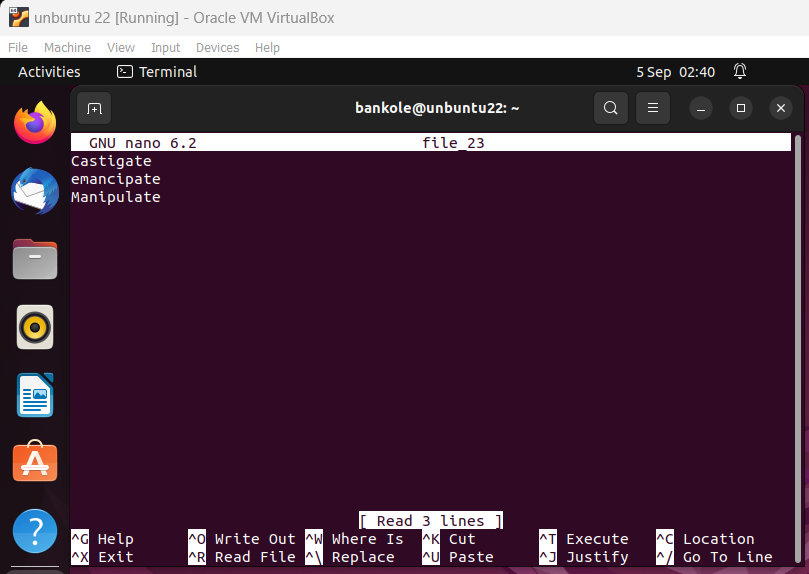 unbuntu 22 [Running] - Oracle VM VirtualBox
File Machine View Input Devices Help
Activities Terminal 5 Sep 02:40
bankole@unbuntu22: ~
GNU nano 6.2 file_23
Castigate
emancipate
Manipulate
[ Read 3 lines ]
^G Help ^O Write Out ^W Where Is ^K Cut ^T Execute ^C Location
^X Exit ^R Read File ^\ Replace ^U Paste ^J Justify ^/ Go To Line